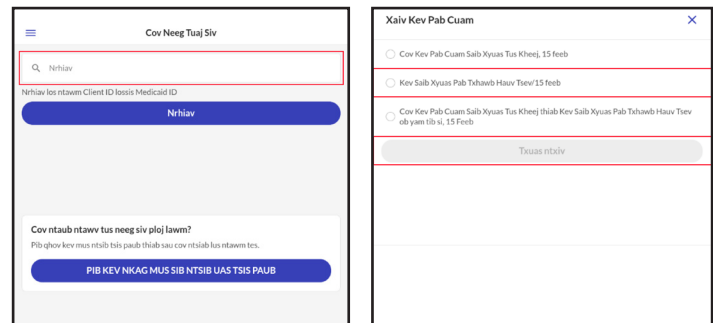 Cov Neeg Tuaj Siv
Nrhiav
Nrhiav los ntawm Client ID lossis Medicaid ID
Nrhiav
Cov ntaub ntawv tus neeg siv ploj lawm?
Pib qhov kev mus ntsib tsis paub thiab sau cov ntsiab lus ntawm tes.
PIB KEV NKAG MUS SIB NTSIB UAS TSIS PAUB
Xaiv Kev Pab Cuam
Cov Kev Pab Cuam Saib Xyuas Tus Kheej, 15 feeb
Kev Saib Xyuas Pab Txhawb Hauv Tsev/15 feeb
Cov Kev Pab Cuam Saib Xyuas Tus Kheej thiab Kev Saib Xyuas Pab Txhawb Hauv Tsev
ob yam tib si, 15 Feeb
Txuas ntxiv